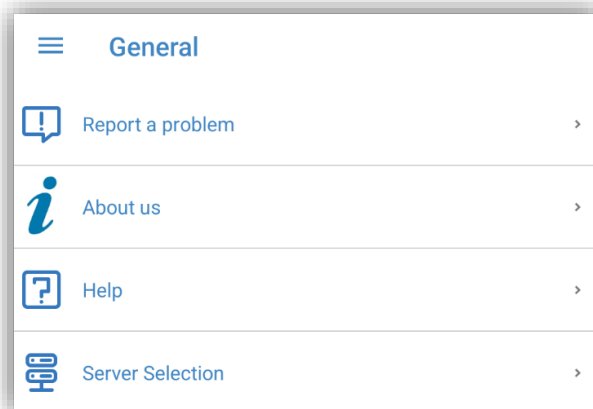 General
Report a problem
About us
Help
Server Selection